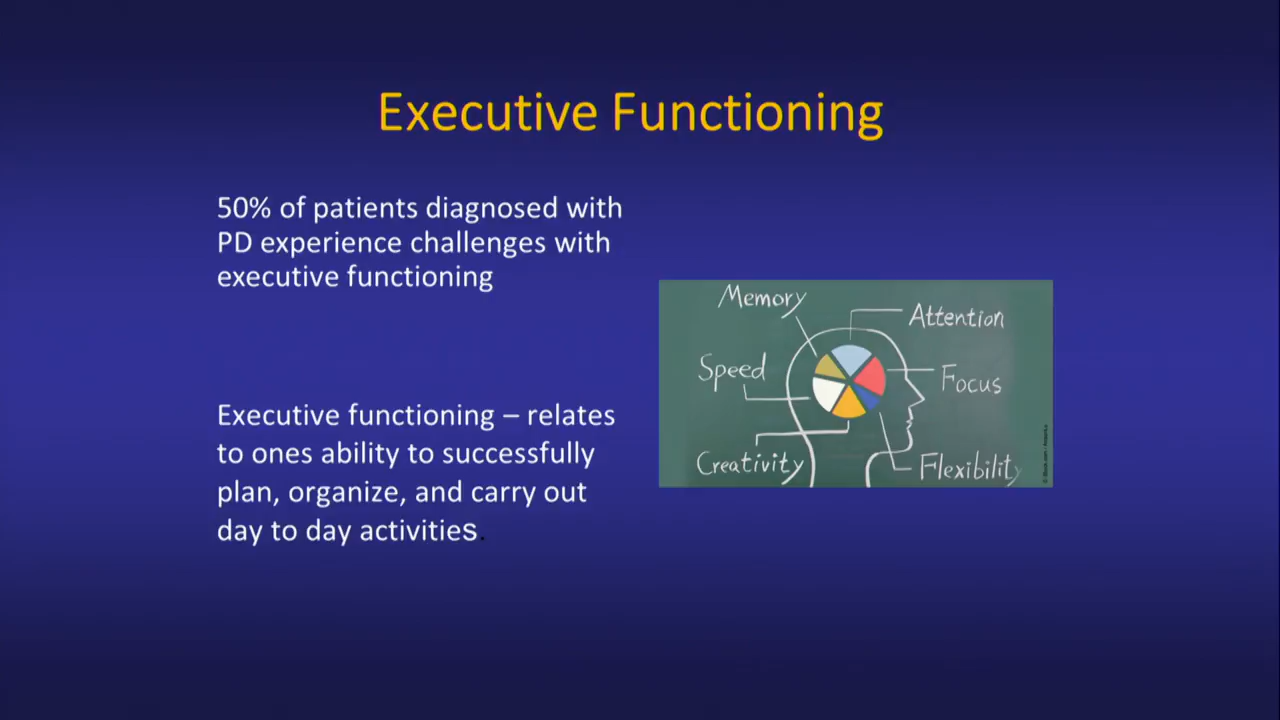 Executive Functioning
50% of patients diagnosed with
PD experience challenges with
executive functioning
Executive functioning – relates
to ones ability to successfully
plan, organize, and carry out
day to day activities.
Memory
Attention
Speed
Focus
Creativity
Flexibility